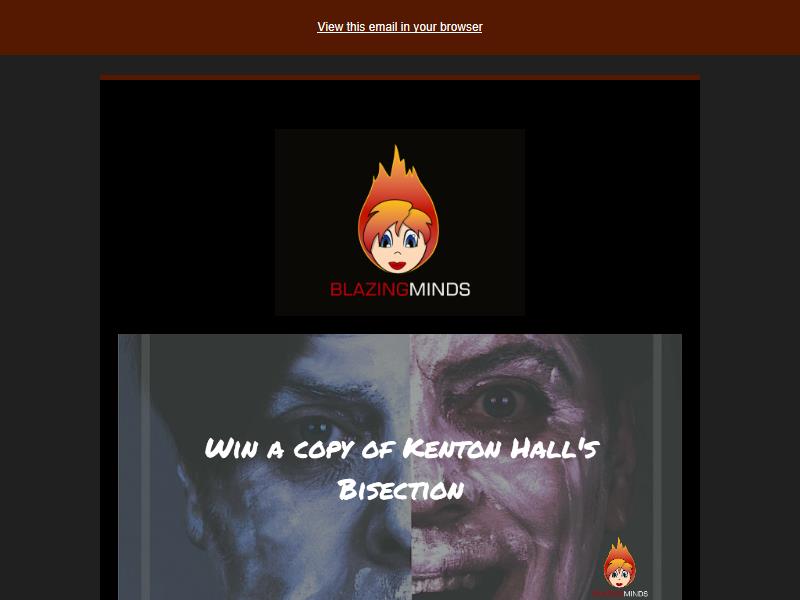 View this email in your browser
BLAZINGMINDS
Win a copy of Kenton Hall's
Bisection
BLAZINGMINDS